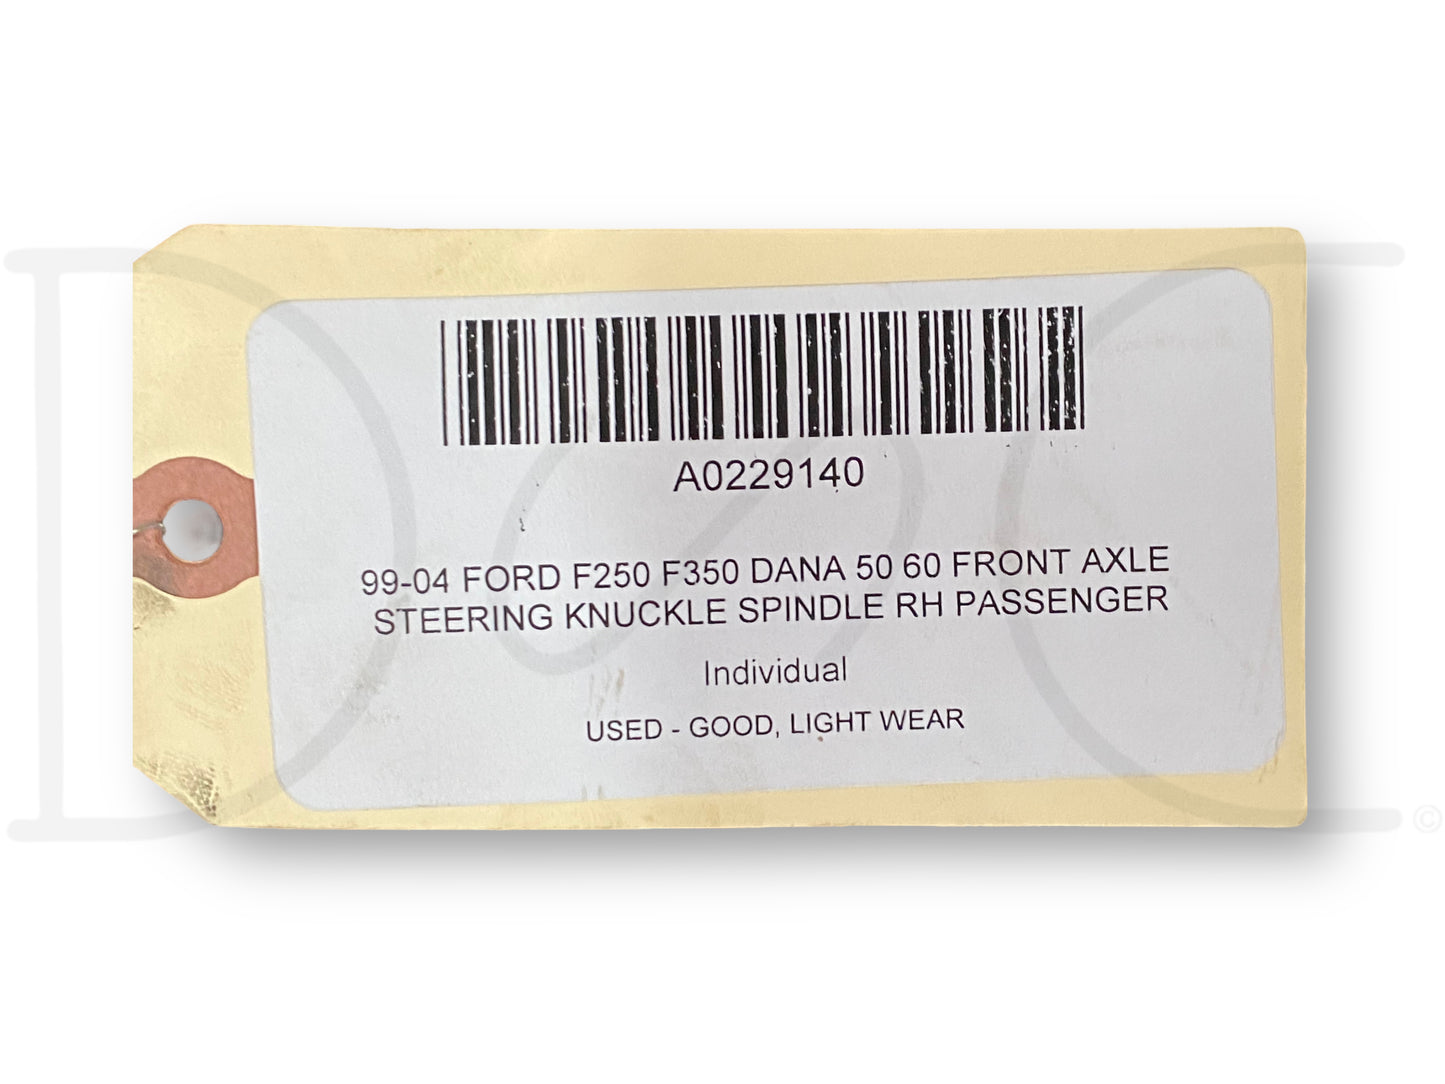 A0229140
99-04 FORD F250 F350 DANA 50 60 FRONT AXLE
STEERING KNUCKLE SPINDLE RH PASSENGER
Individual
USED - GOOD, LIGHT WEAR
©